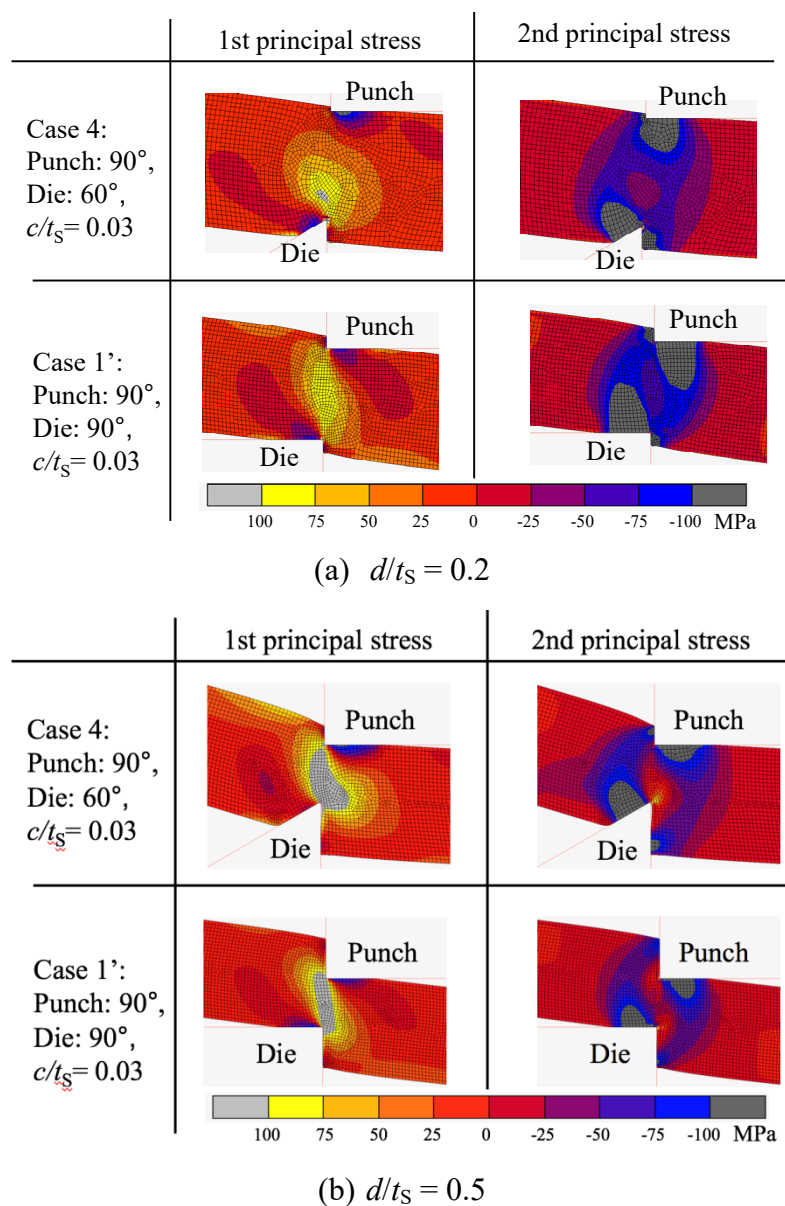 1st principal stress 2nd principal stress
Case 4:
Punch: 90°,
Die: 60°,
c/tS= 0.03
Punch Punch
Die Die
Case 1’:
Punch: 90°,
Die: 90°,
c/tS= 0.03
Punch Punch
Die Die
100 75 50 25 0 -25 -50 -75 -100 MPa
(a) d/tS = 0.2
1st principal stress 2nd principal stress
Case 4:
Punch: 90°,
Die: 60°,
c/tS= 0.03
Punch Punch
Die Die
Case 1’:
Punch: 90°,
Die: 90°,
c/tS= 0.03
Punch Punch
Die Die
100 75 50 25 0 -25 -50 -75 -100 MPa
(b) d/tS = 0.5